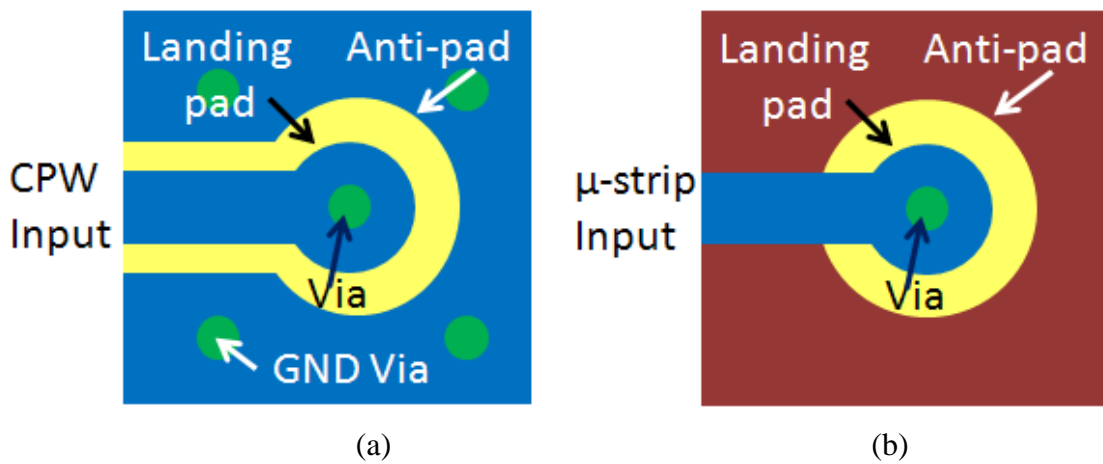 Landing
pad
Anti-pad
CPW
Input
Via
GND Via
(a)
Landing
pad
Anti-pad
μ-strip
Input
Via
(b)